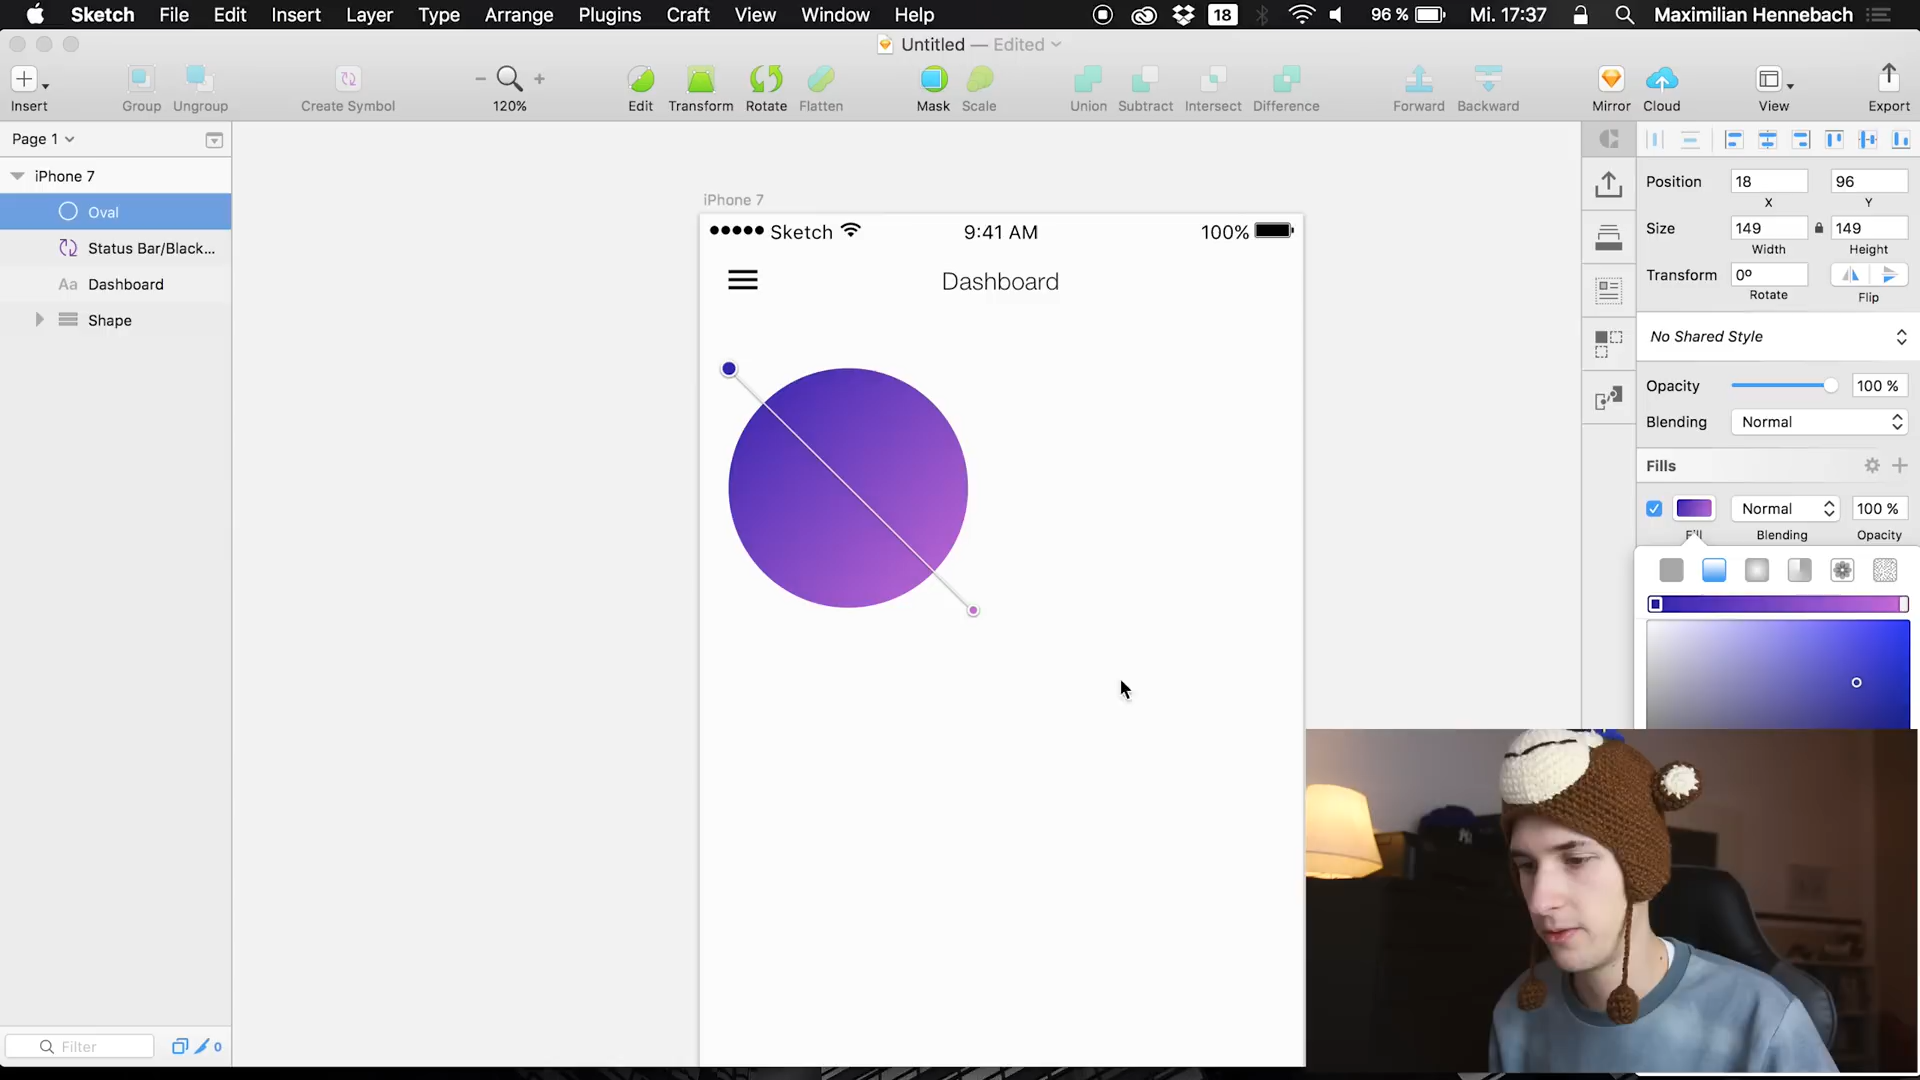 Sketch File Edit Insert Layer Type Arrange Plugins Craft View Window Help 18 96 % Mi. 17:37 Maximilian Hennebach
Untitled — Edited
Insert Group Ungroup Create Symbol 120% Edit Transform Rotate Flatten Mask Scale Union Subtract Intersect Difference Forward Backward Mirror Cloud View Export
Page 1
iPhone 7
Oval
Status Bar/Black...
Aa Dashboard
Shape
Filter
0
iPhone 7
Sketch 9:41 AM 100%
Dashboard
Position 18 96
X Y
Size 149 149
Width Height
Transform 0º
Rotate Flip
No Shared Style
Opacity 100 %
Blending Normal
Fills
Normal 100 %
Fill Blending Opacity